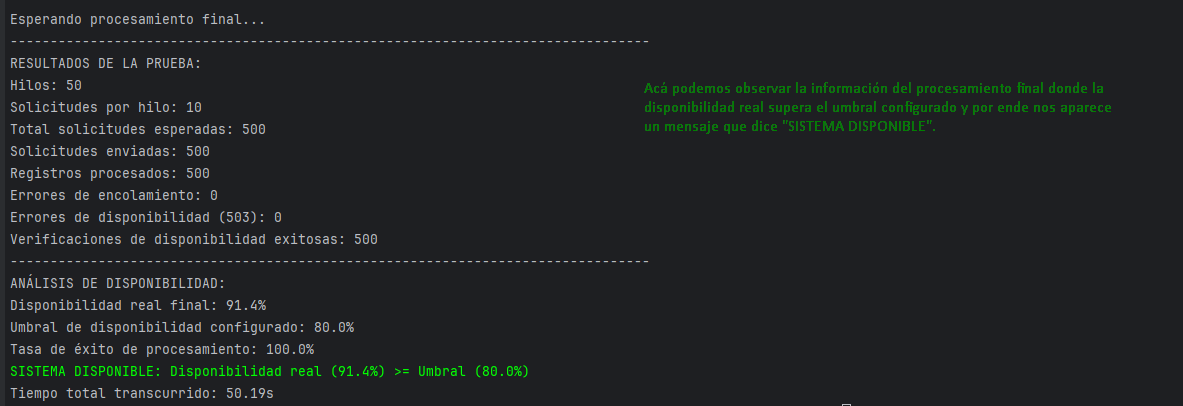 Esperando procesamiento final...
--------------------------------------------------------------------------------
RESULTADOS DE LA PRUEBA:
Hilos: 50
Solicitudes por hilo: 10
Total solicitudes esperadas: 500
Solicitudes enviadas: 500
Registros procesados: 500
Errores de encolamiento: 0
Errores de disponibilidad (503): 0
Verificaciones de disponibilidad exitosas: 500
--------------------------------------------------------------------------------
ANÁLISIS DE DISPONIBILIDAD:
Disponibilidad real final: 91.4%
Umbral de disponibilidad configurado: 80.0%
Tasa de éxito de procesamiento: 100.0%
SISTEMA DISPONIBLE: Disponibilidad real (91.4%) >= Umbral (80.0%)
Tiempo total transcurrido: 50.19s
Acá podemos observar la información del procesamiento final donde la
disponibilidad real supera el umbral configurado y por ende nos aparece
un mensaje que dice "SISTEMA DISPONIBLE".